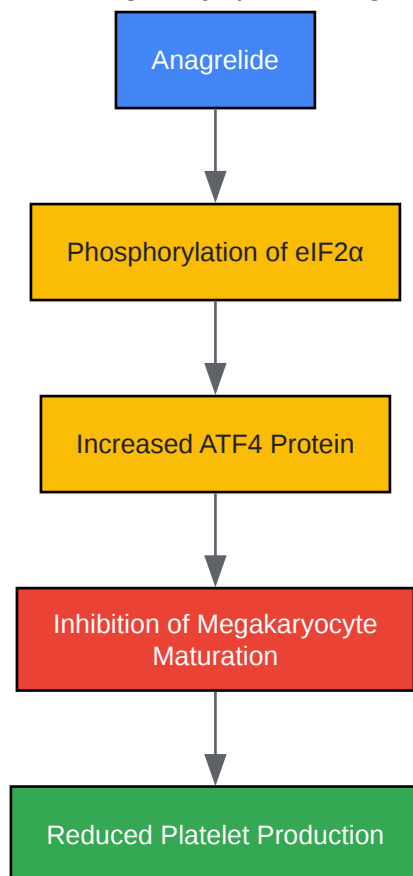 Anagrelide
Phosphorylation of eIF2α
Increased ATF4 Protein
Inhibition of Megakaryocyte
Maturation
Reduced Platelet Production